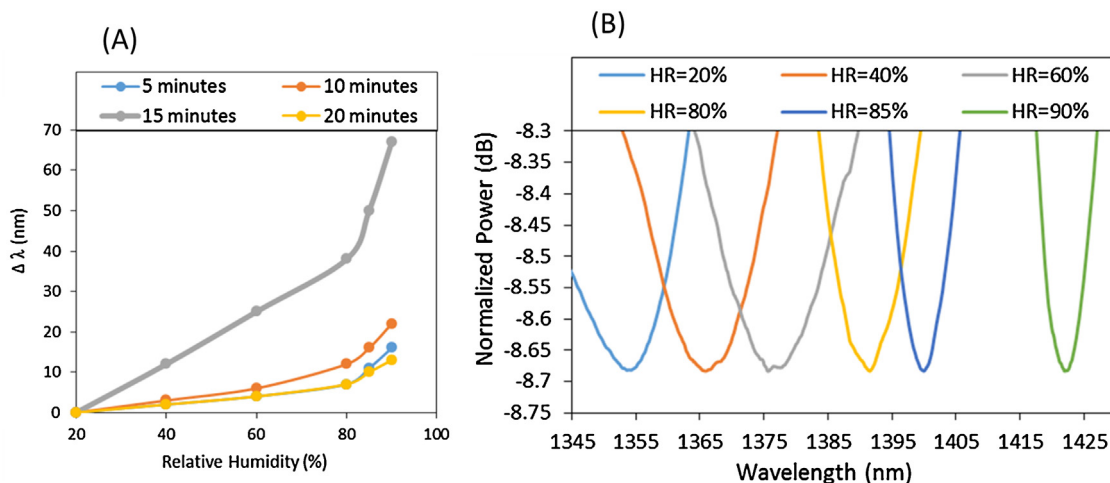 (A)
5 minutes
10 minutes
15 minutes
20 minutes
70
60
50
40
30
20
10
0
20
40
60
80
100
Δ λ (nm)
Relative Humidity (%)
(B)
HR=20%
HR=40%
HR=60%
HR=80%
HR=85%
HR=90%
-8.3
-8.35
-8.4
-8.45
-8.5
-8.55
-8.6
-8.65
-8.7
-8.75
1345
1355
1365
1375
1385
1395
1405
1415
1425
Normalized Power (dB)
Wavelength (nm)